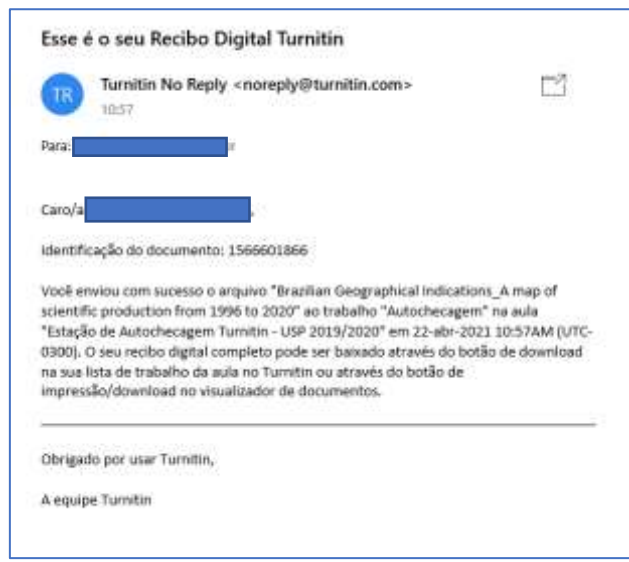 Esse é o seu Recibo Digital Turnitin
TR
Turnitin No Reply <noreply@turnitin.com>
10:57
Para:
Caro/a
Identificação do documento: 1566601866
Você enviou com sucesso o arquivo "Brazilian Geographical Indications_A map of
scientific production from 1996 to 2020" ao trabalho "Autochecagem" na aula
"Estação de Autochecagem Turnitin - USP 2019/2020" em 22-abr-2021 10:57AM (UTC-
0300). O seu recibo digital completo pode ser baixado através do botão de download
na sua lista de trabalho da aula no Turnitin ou através do botão de
impressão/download no visualizador de documentos.
Obrigado por usar Turnitin,
A equipe Turnitin